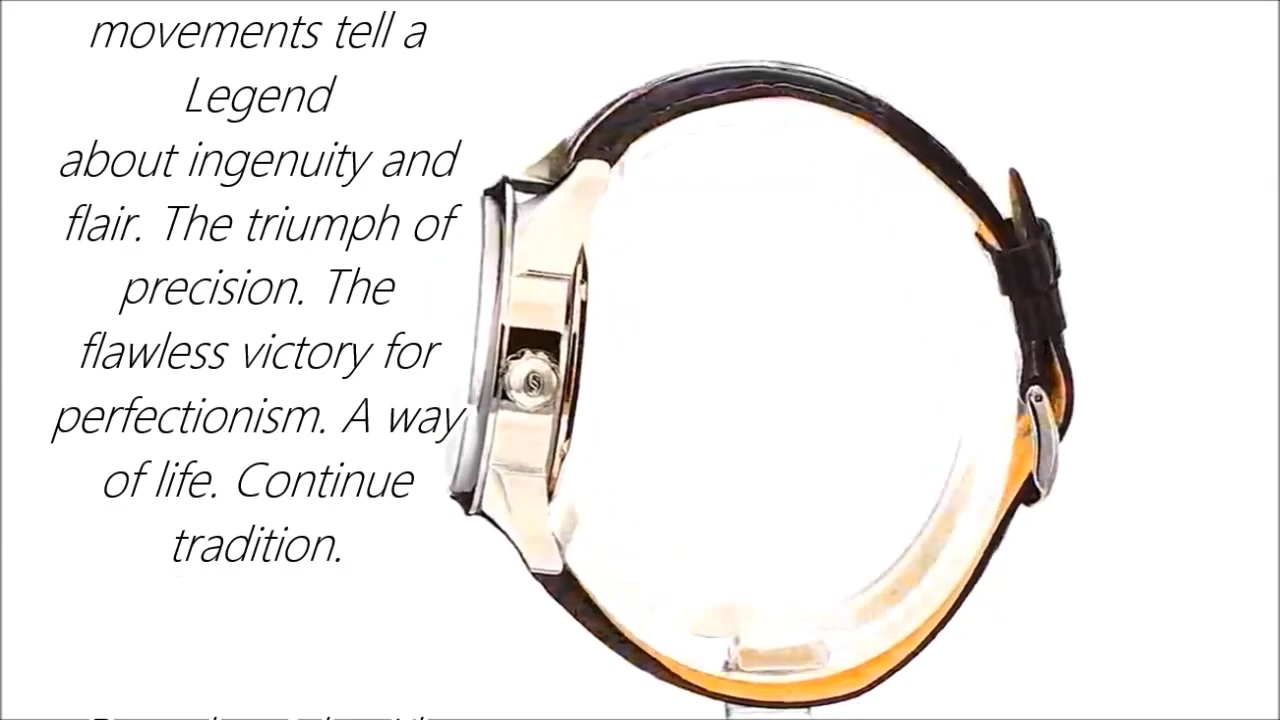 movements tell a
Legend
about ingenuity and
flair. The triumph of
precision. The
flawless victory for
perfectionism. A way
of life. Continue
tradition.
S